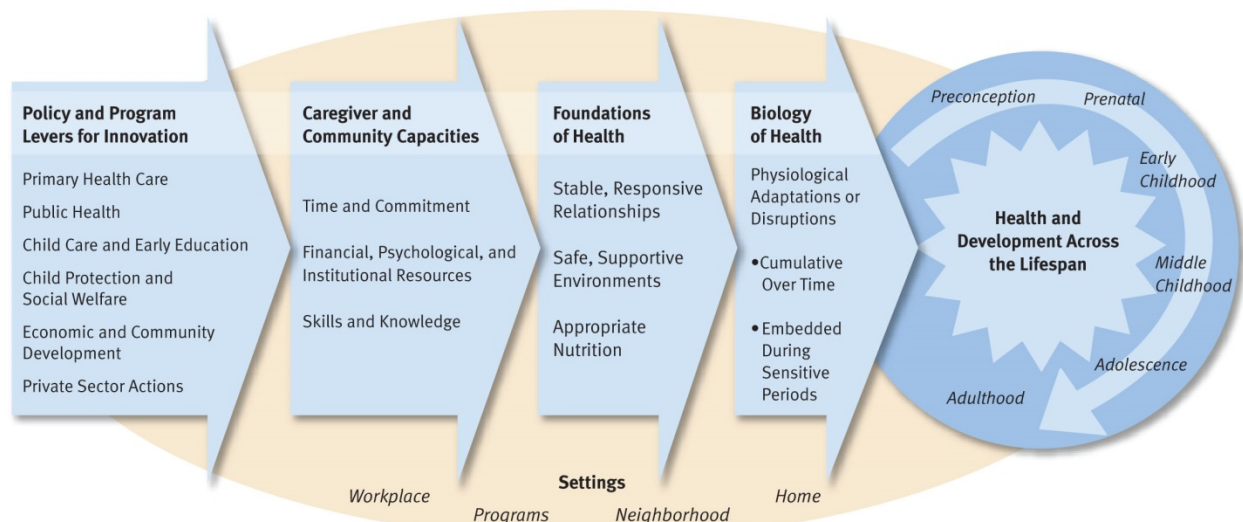 Policy and Program
Levers for Innovation
Primary Health Care
Public Health
Child Care and Early Education
Child Protection and
Social Welfare
Economic and Community
Development
Private Sector Actions
Caregiver and
Community Capacities
Time and Commitment
Financial, Psychological, and
Institutional Resources
Skills and Knowledge
Foundations
of Health
Stable, Responsive
Relationships
Safe, Supportive
Environments
Appropriate
Nutrition
Biology
of Health
Physiological
Adaptations or
Disruptions
•Cumulative
Over Time
• Embedded
During
Sensitive
Periods
Preconception
Prenatal
Early
Childhood
Middle
Childhood
Adolescence
Adulthood
Health and
Development Across
the Lifespan
Settings
Workplace
Programs
Neighborhood
Home